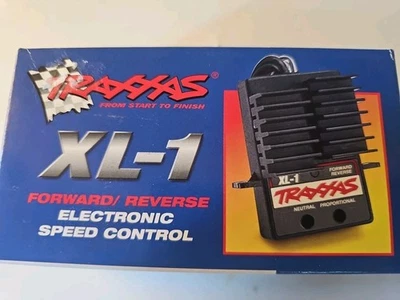 TRAXXAS®
FROM START TO FINISH
XL-1
FORWARD/ REVERSE
ELECTRONIC
SPEED CONTROL
XL-1
FORWARD
REVERSE
TRAXXAS
NEUTRAL PROPORTIONAL